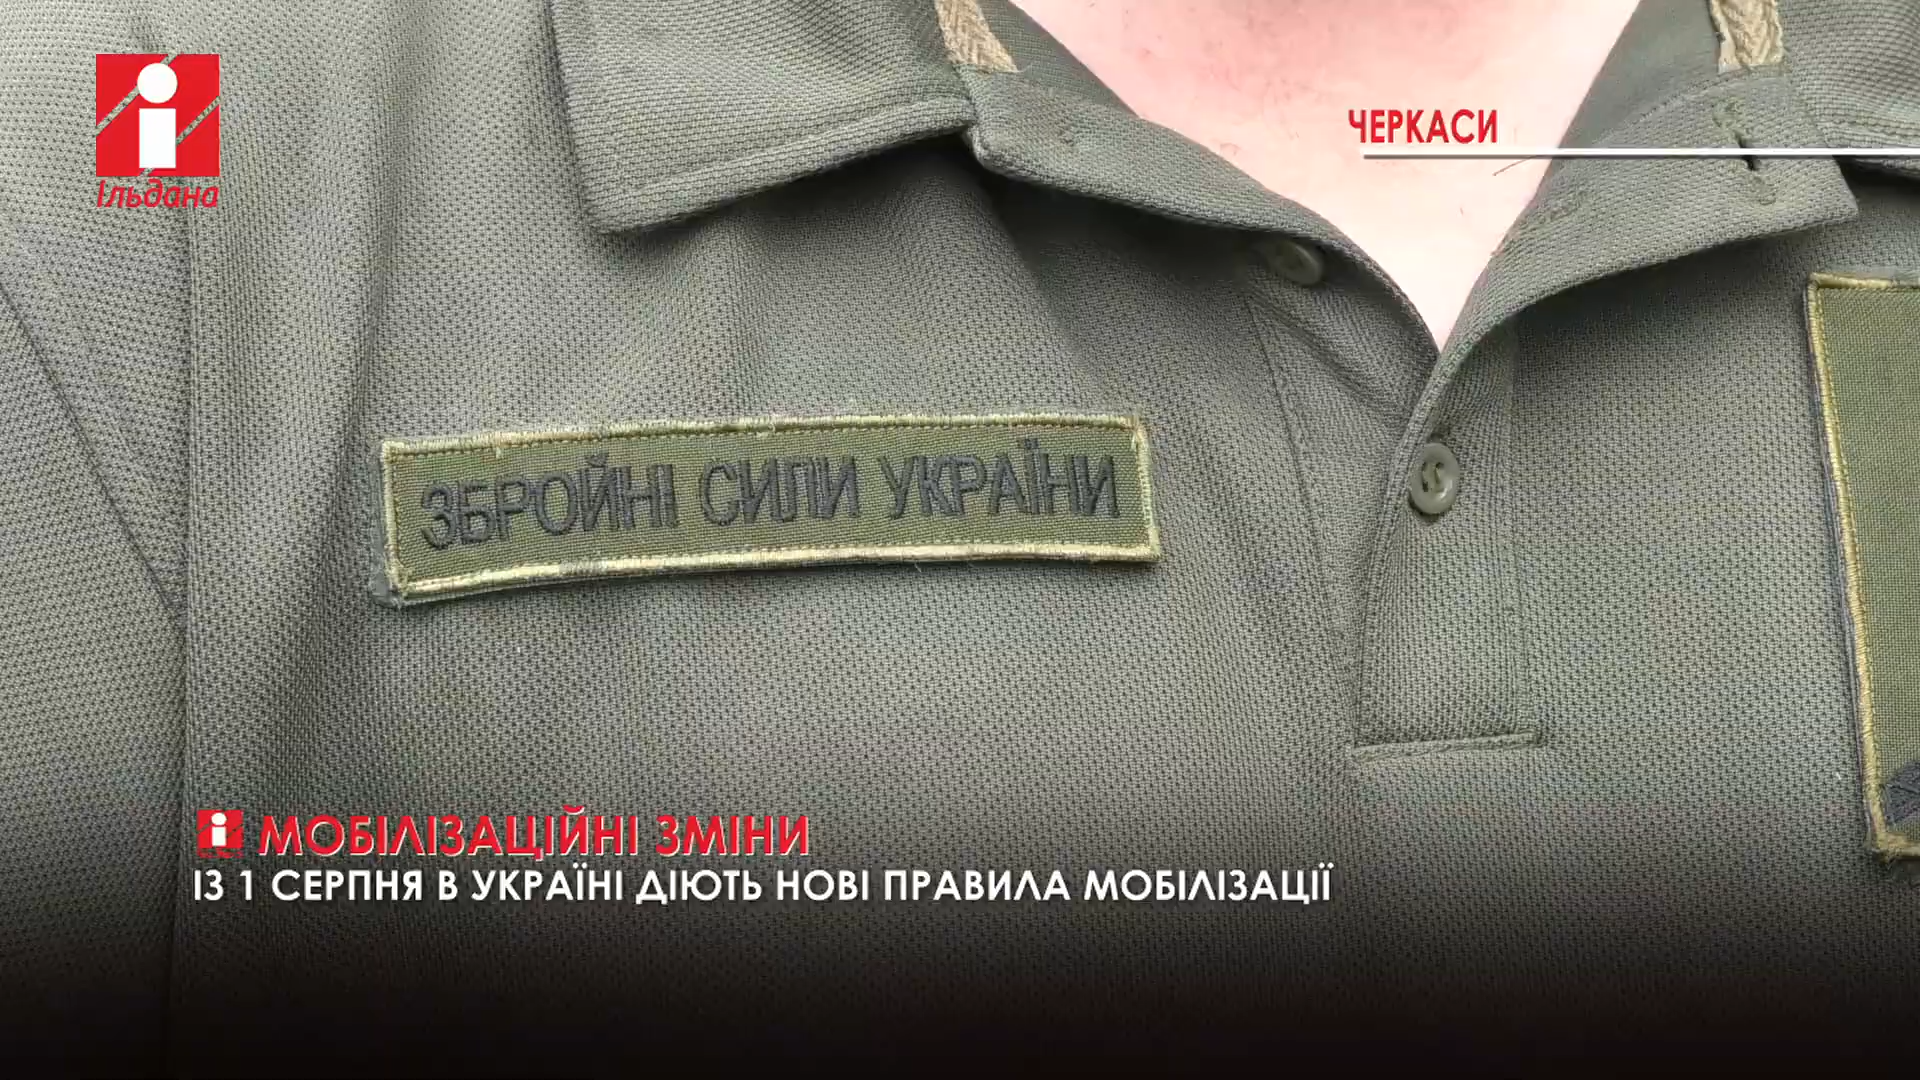 Ільдана
ЧЕРКАСИ
ЗБРОЙНІ СИЛИ УКРАЇНИ
МОБІЛІЗАЦІЙНІ ЗМІНИ
ІЗ 1 СЕРПНЯ В УКРАЇНІ ДІЮТЬ НОВІ ПРАВИЛА МОБІЛІЗАЦІЇ